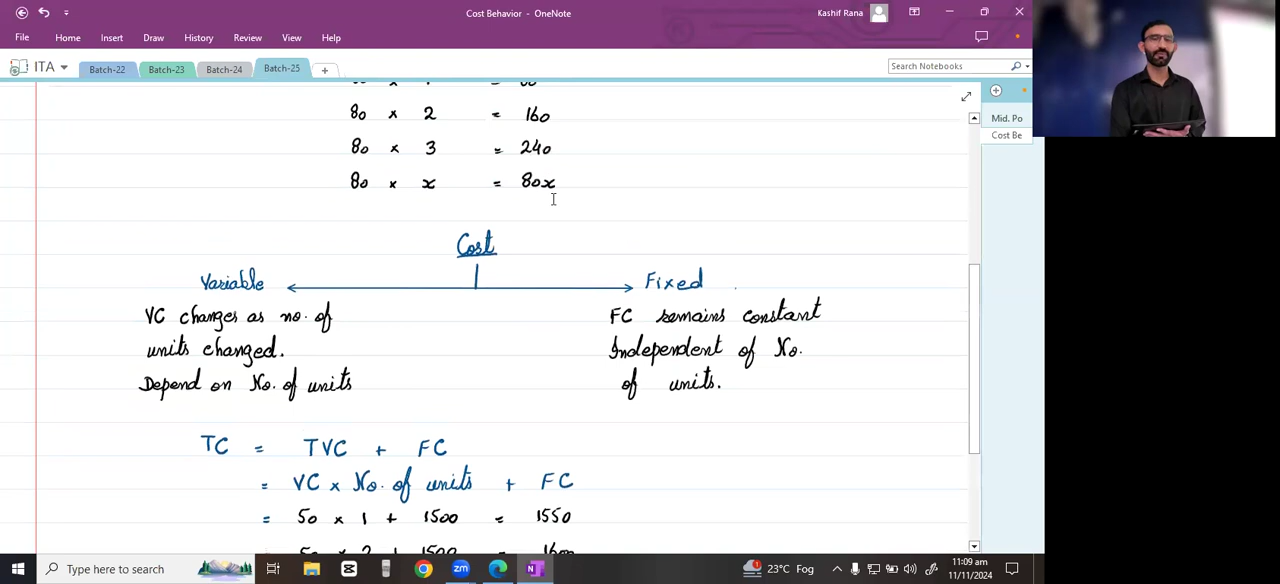 Cost Behavior - OneNote
Kashif Rana
File Home Insert Draw History Review View Help
ITA Batch-22 Batch-23 Batch-24 Batch-25 +
Search Notebooks
Mid. Po
Cost Be
80 × 2 = 160
80 × 3 = 240
80 × x = 80x
Cost
Variable Fixed
VC changes as no. of
units changed.
Depend on No. of units
FC remains constant
Independent of No.
of units.
TC = TVC + FC
= VC × No. of units + FC
= 50 × 1 + 1500 = 1550
50 × 2 + 1500 1600
Type here to search
23°C Fog
11:09 am
11/11/2024